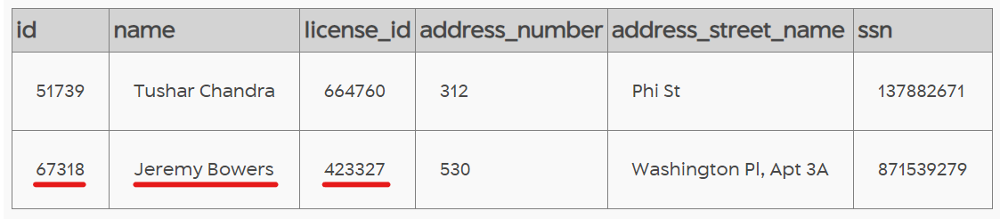 id name license_id address_number address_street_name ssn
51739 Tushar Chandra 664760 312 Phi St 137882671
67318 Jeremy Bowers 423327 530 Washington Pl, Apt 3A 871539279